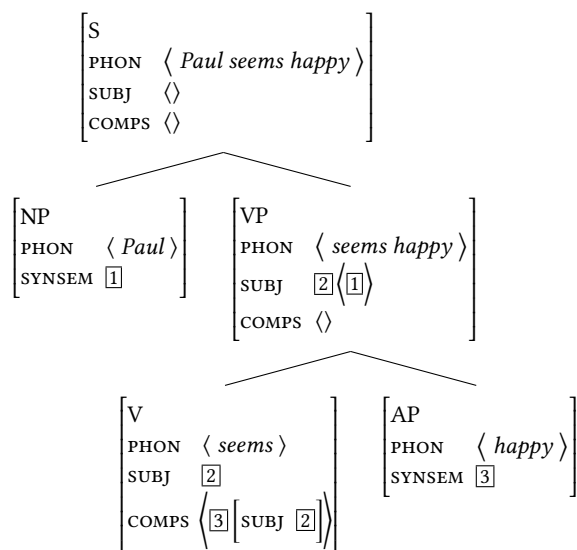 S
PHON ⟨ Paul seems happy ⟩
SUBJ ⟨⟩
COMPS ⟨⟩
NP
PHON ⟨ Paul ⟩
SYNSEM 1
VP
PHON ⟨ seems happy ⟩
SUBJ 2 ⟨ 1 ⟩
COMPS ⟨⟩
V
PHON ⟨ seems ⟩
SUBJ 2
COMPS ⟨ 3 [ SUBJ 2 ] ⟩
AP
PHON ⟨ happy ⟩
SYNSEM 3